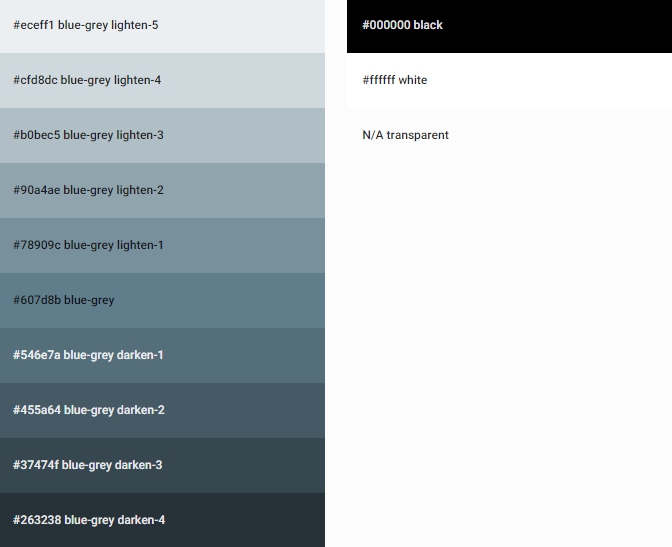 #eceff1 blue-grey lighten-5
#cfd8dc blue-grey lighten-4
#b0bec5 blue-grey lighten-3
#90a4ae blue-grey lighten-2
#78909c blue-grey lighten-1
#607d8b blue-grey
#546e7a blue-grey darken-1
#455a64 blue-grey darken-2
#37474f blue-grey darken-3
#263238 blue-grey darken-4
#000000 black
#ffffff white
N/A transparent